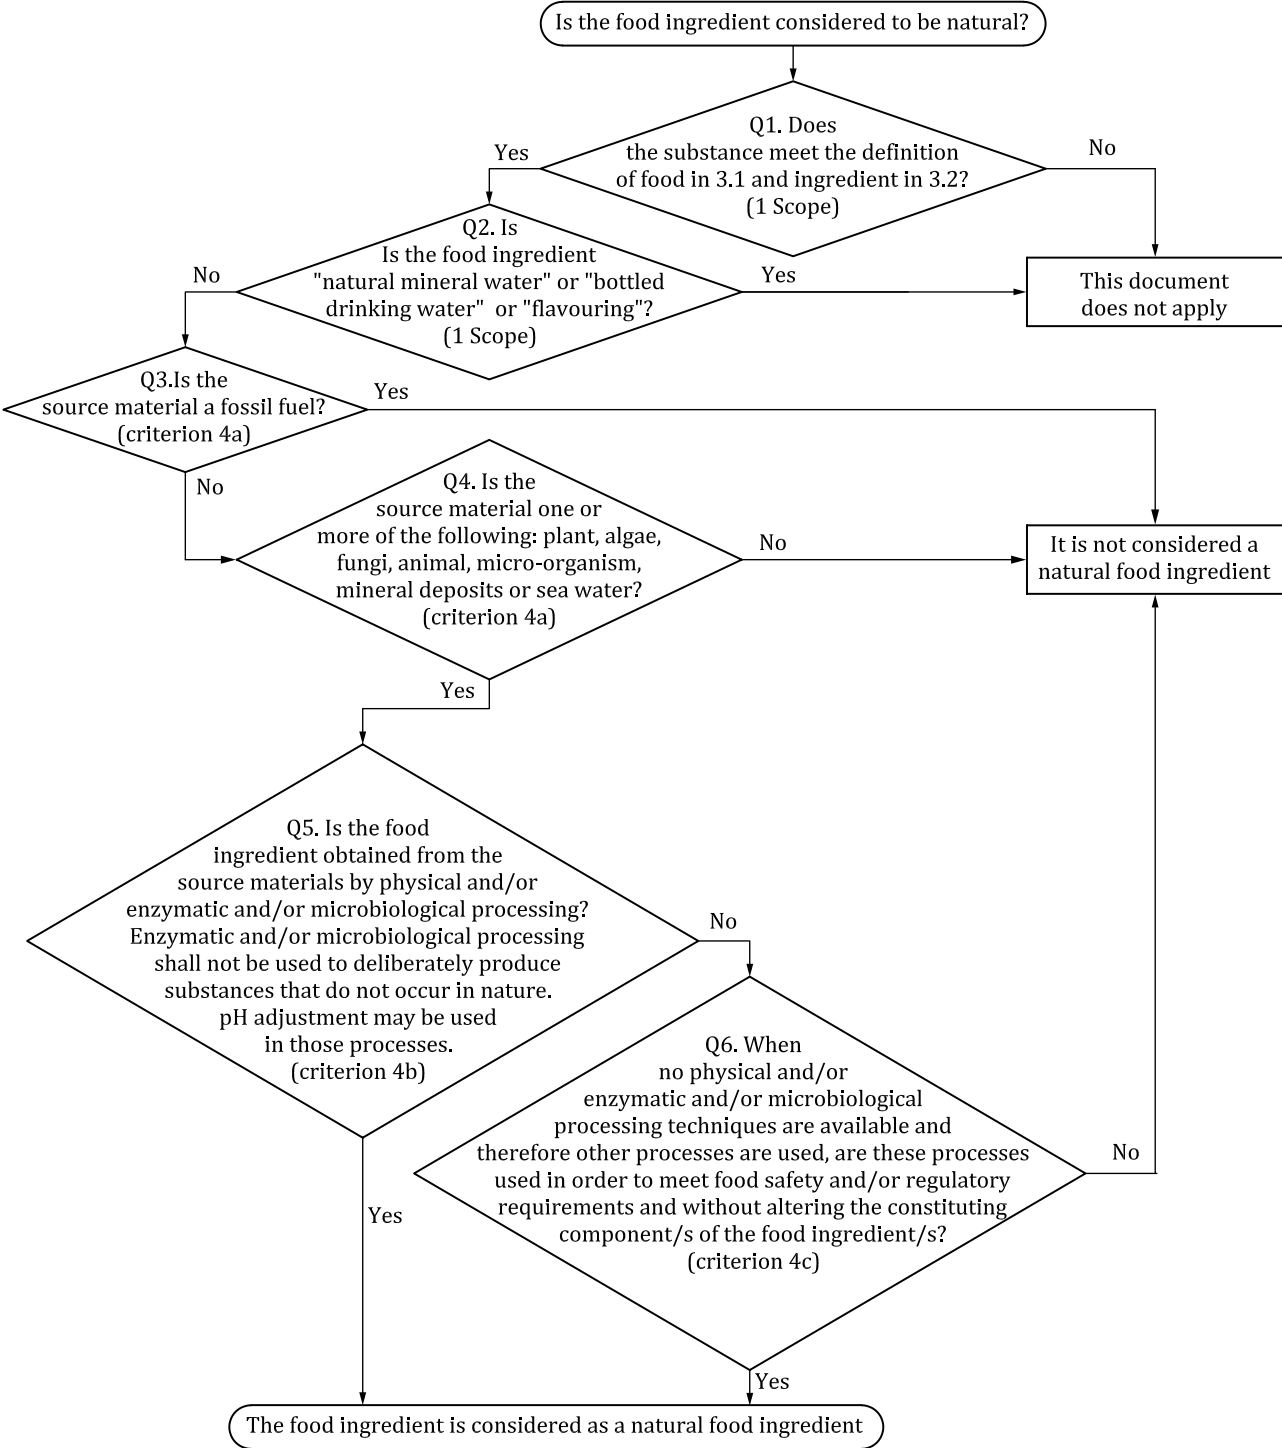 Is the food ingredient considered to be natural?
Q1. Does
the substance meet the definition
of food in 3.1 and ingredient in 3.2?
(1 Scope)
Yes
No
Q2. Is
Is the food ingredient
"natural mineral water" or "bottled
drinking water"  or "flavouring"?
(1 Scope)
No
Yes
This document
does not apply
Q3.Is the
source material a fossil fuel?
(criterion 4a)
Yes
No
Q4. Is the
source material one or
more of the following: plant, algae,
fungi, animal, micro-organism,
mineral deposits or sea water?
(criterion 4a)
No
It is not considered a
natural food ingredient
Yes
Q5. Is the food
ingredient obtained from the
source materials by physical and/or
enzymatic and/or microbiological processing?
Enzymatic and/or microbiological processing
shall not be used to deliberately produce
substances that do not occur in nature.
pH adjustment may be used
in those processes.
(criterion 4b)
No
Q6. When
no physical and/or
enzymatic and/or microbiological
processing techniques are available and
therefore other processes are used, are these processes
used in order to meet food safety and/or regulatory
requirements and without altering the constituting
component/s of the food ingredient/s?
(criterion 4c)
No
Yes
Yes
The food ingredient is considered as a natural food ingredient